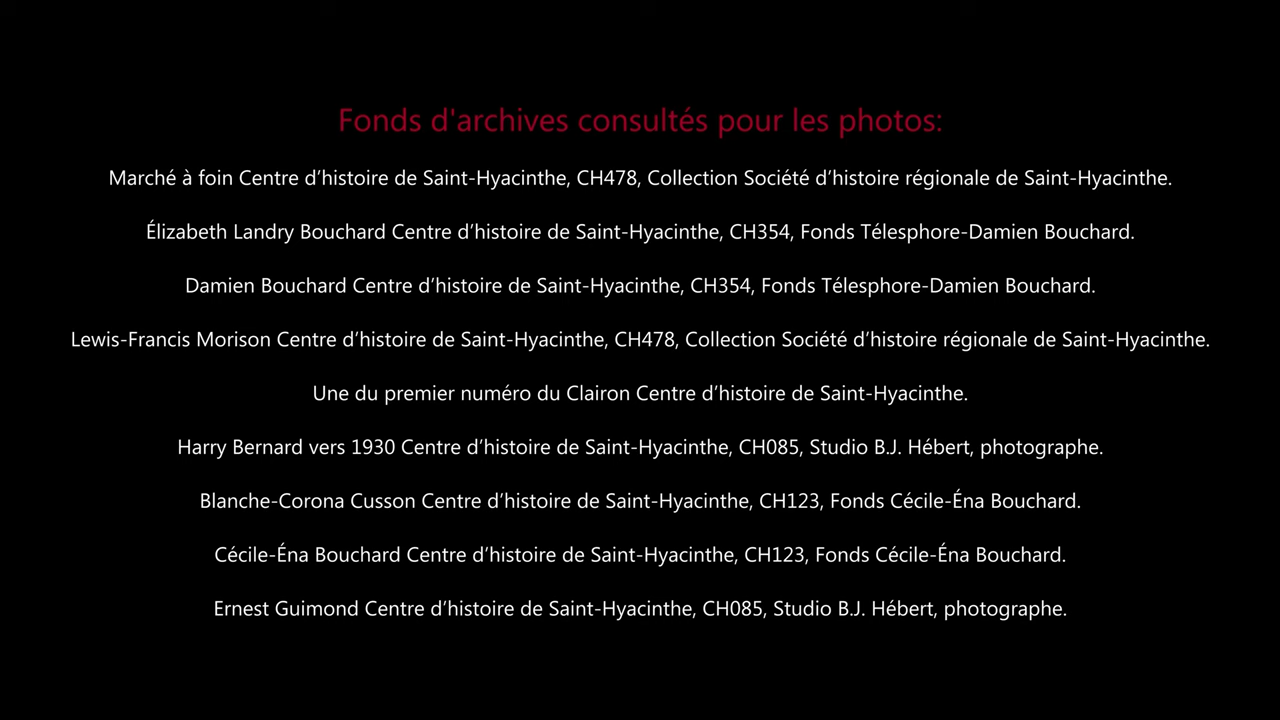 Fonds d'archives consultés pour les photos:
Marché à foin Centre d’histoire de Saint-Hyacinthe, CH478, Collection Société d’histoire régionale de Saint-Hyacinthe.
Élizabeth Landry Bouchard Centre d’histoire de Saint-Hyacinthe, CH354, Fonds Télesphore-Damien Bouchard.
Damien Bouchard Centre d’histoire de Saint-Hyacinthe, CH354, Fonds Télesphore-Damien Bouchard.
Lewis-Francis Morison Centre d’histoire de Saint-Hyacinthe, CH478, Collection Société d’histoire régionale de Saint-Hyacinthe.
Une du premier numéro du Clairon Centre d’histoire de Saint-Hyacinthe.
Harry Bernard vers 1930 Centre d’histoire de Saint-Hyacinthe, CH085, Studio B.J. Hébert, photographe.
Blanche-Corona Cusson Centre d’histoire de Saint-Hyacinthe, CH123, Fonds Cécile-Éna Bouchard.
Cécile-Éna Bouchard Centre d’histoire de Saint-Hyacinthe, CH123, Fonds Cécile-Éna Bouchard.
Ernest Guimond Centre d’histoire de Saint-Hyacinthe, CH085, Studio B.J. Hébert, photographe.